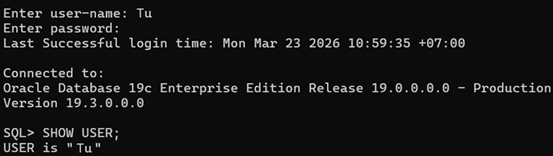 Enter user-name: Tu
Enter password:
Last Successful login time: Mon Mar 23 2026 10:59:35 +07:00
Connected to:
Oracle Database 19c Enterprise Edition Release 19.0.0.0.0 - Production
Version 19.3.0.0.0
SQL> SHOW USER;
USER is "Tu"